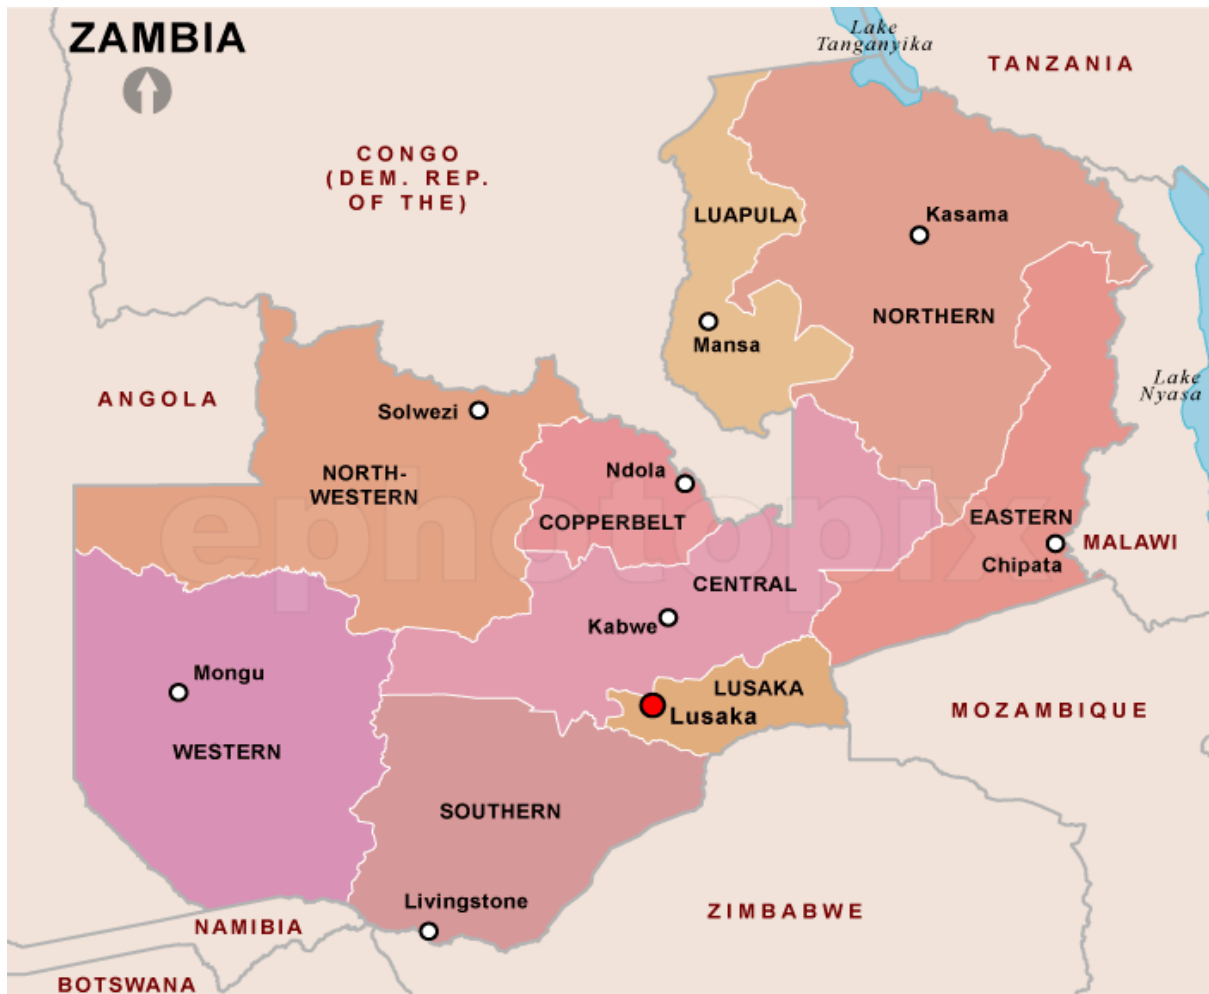 ZAMBIA
Lake
Tanganyika
TANZANIA
CONGO
(DEM. REP.
OF THE)
LUAPULA
Kasama
NORTHERN
Mansa
Lake
Nyasa
ANGOLA
Solwezi
NORTH-
WESTERN
Ndola
COPPERBELT
EASTERN
Chipata
MALAWI
ephotopix
CENTRAL
Kabwe
Mongu
WESTERN
LUSAKA
Lusaka
MOZAMBIQUE
SOUTHERN
Livingstone
ZIMBABWE
NAMIBIA
BOTSWANA